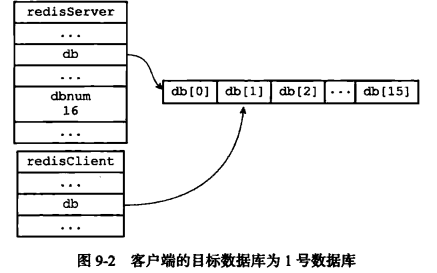 redisServer
...
db
...
dbnum
16
...
db[0] db[1] db[2] ... db[15]
redisClient
...
db
...
图 9-2 客户端的目标数据库为 1 号数据库